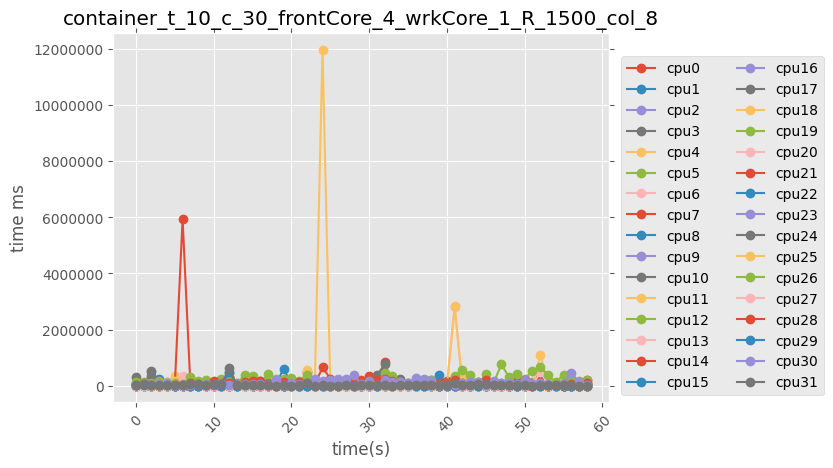 container_t_10_c_30_frontCore_4_wrkCore_1_R_1500_col_8
time ms
12000000
10000000
8000000
6000000
4000000
2000000
0
0
10
20
30
40
50
60
time(s)
cpu0
cpu1
cpu2
cpu3
cpu4
cpu5
cpu6
cpu7
cpu8
cpu9
cpu10
cpu11
cpu12
cpu13
cpu14
cpu15
cpu16
cpu17
cpu18
cpu19
cpu20
cpu21
cpu22
cpu23
cpu24
cpu25
cpu26
cpu27
cpu28
cpu29
cpu30
cpu31